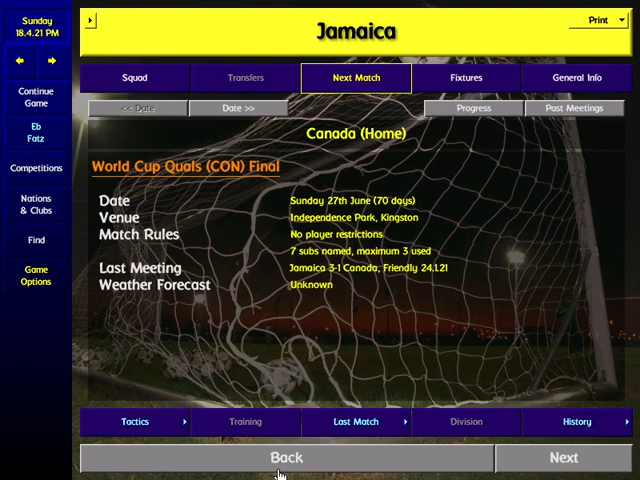 Sunday
18.4.21 PM
Continue
Game
Eb
Fatz
Competitions
Nations
& Clubs
Find
Game
Options
Jamaica
Print
Squad
Transfers
Next Match
Fixtures
General Info
<< Date
Date >>
Progress
Past Meetings
Canada (Home)
World Cup Quals (CON) Final
Date Sunday 27th June (70 days)
Venue Independence Park, Kingston
Match Rules No player restrictions
7 subs named, maximum 3 used
Last Meeting Jamaica 3-1 Canada, Friendly 24.1.21
Weather Forecast Unknown
Tactics
Training
Last Match
Division
History
Back
Next